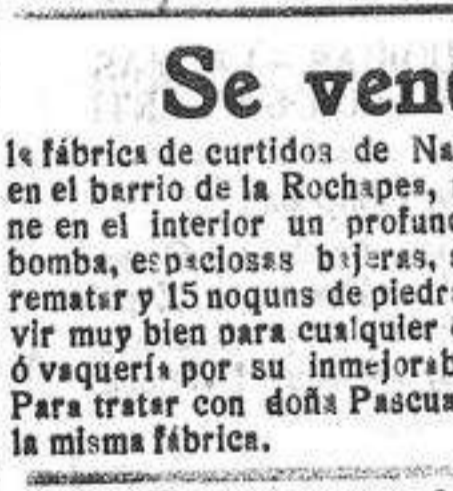 Se ven
la fábrica de curtidos de Na
en el barrio de la Rochapea,
ne en el interior un profun
bomba, espaciosas bajeras,
rematar y 15 noquns de piedr
vir muy bien para cualquier
ó vaquería por su inmejorab
Para tratar con doña Pascua
la misma fábrica.